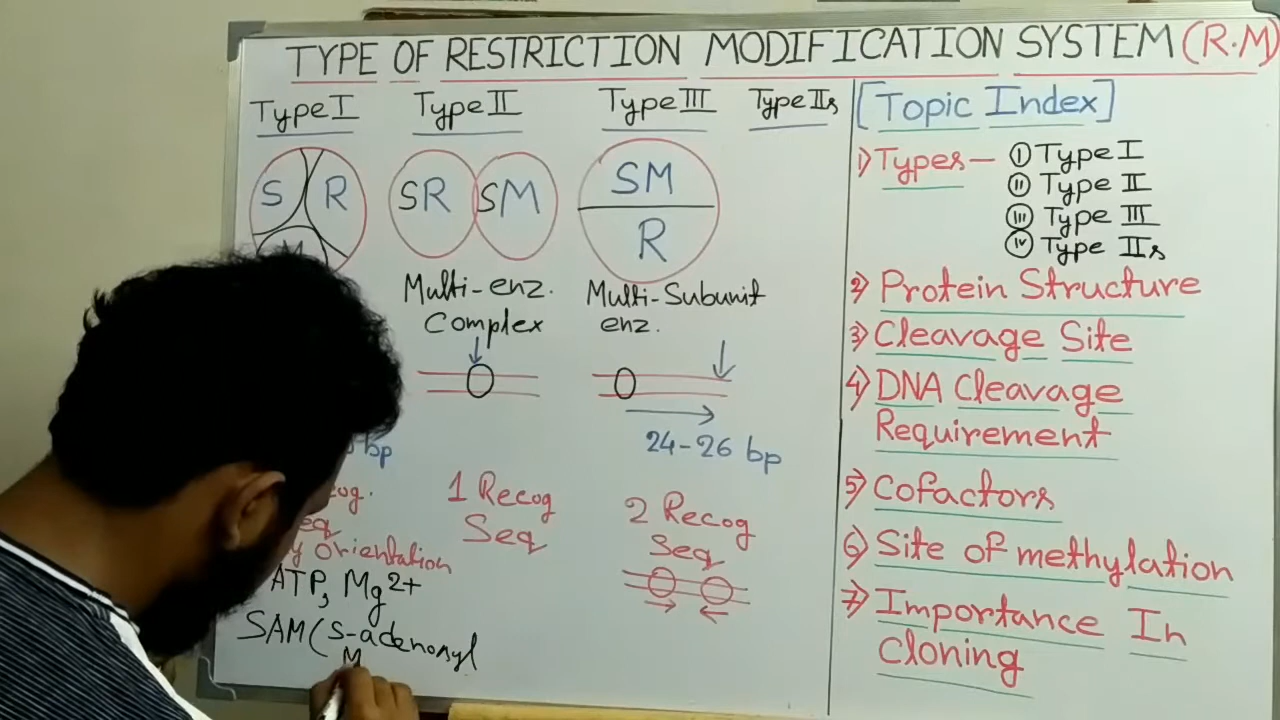 TYPE OF RESTRICTION MODIFICATION SYSTEM (R.M)
Type I
Type II
Type III
Type IIs
S R
M
SR SM
SM
R
Multi-enz.
Complex
Multi-Subunit
enz.
bp
24-26 bp
1 Recog
Seq
2 Recog
Seq
Orientation
ATP, Mg2+
SAM (S-adenosyl
M
[Topic Index]
1) Types - (I) Type I
(II) Type II
(III) Type III
(IV) Type IIs
2) Protein Structure
3) Cleavage Site
4) DNA Cleavage
Requirement
5) Cofactors
6) Site of methylation
7) Importance In
Cloning